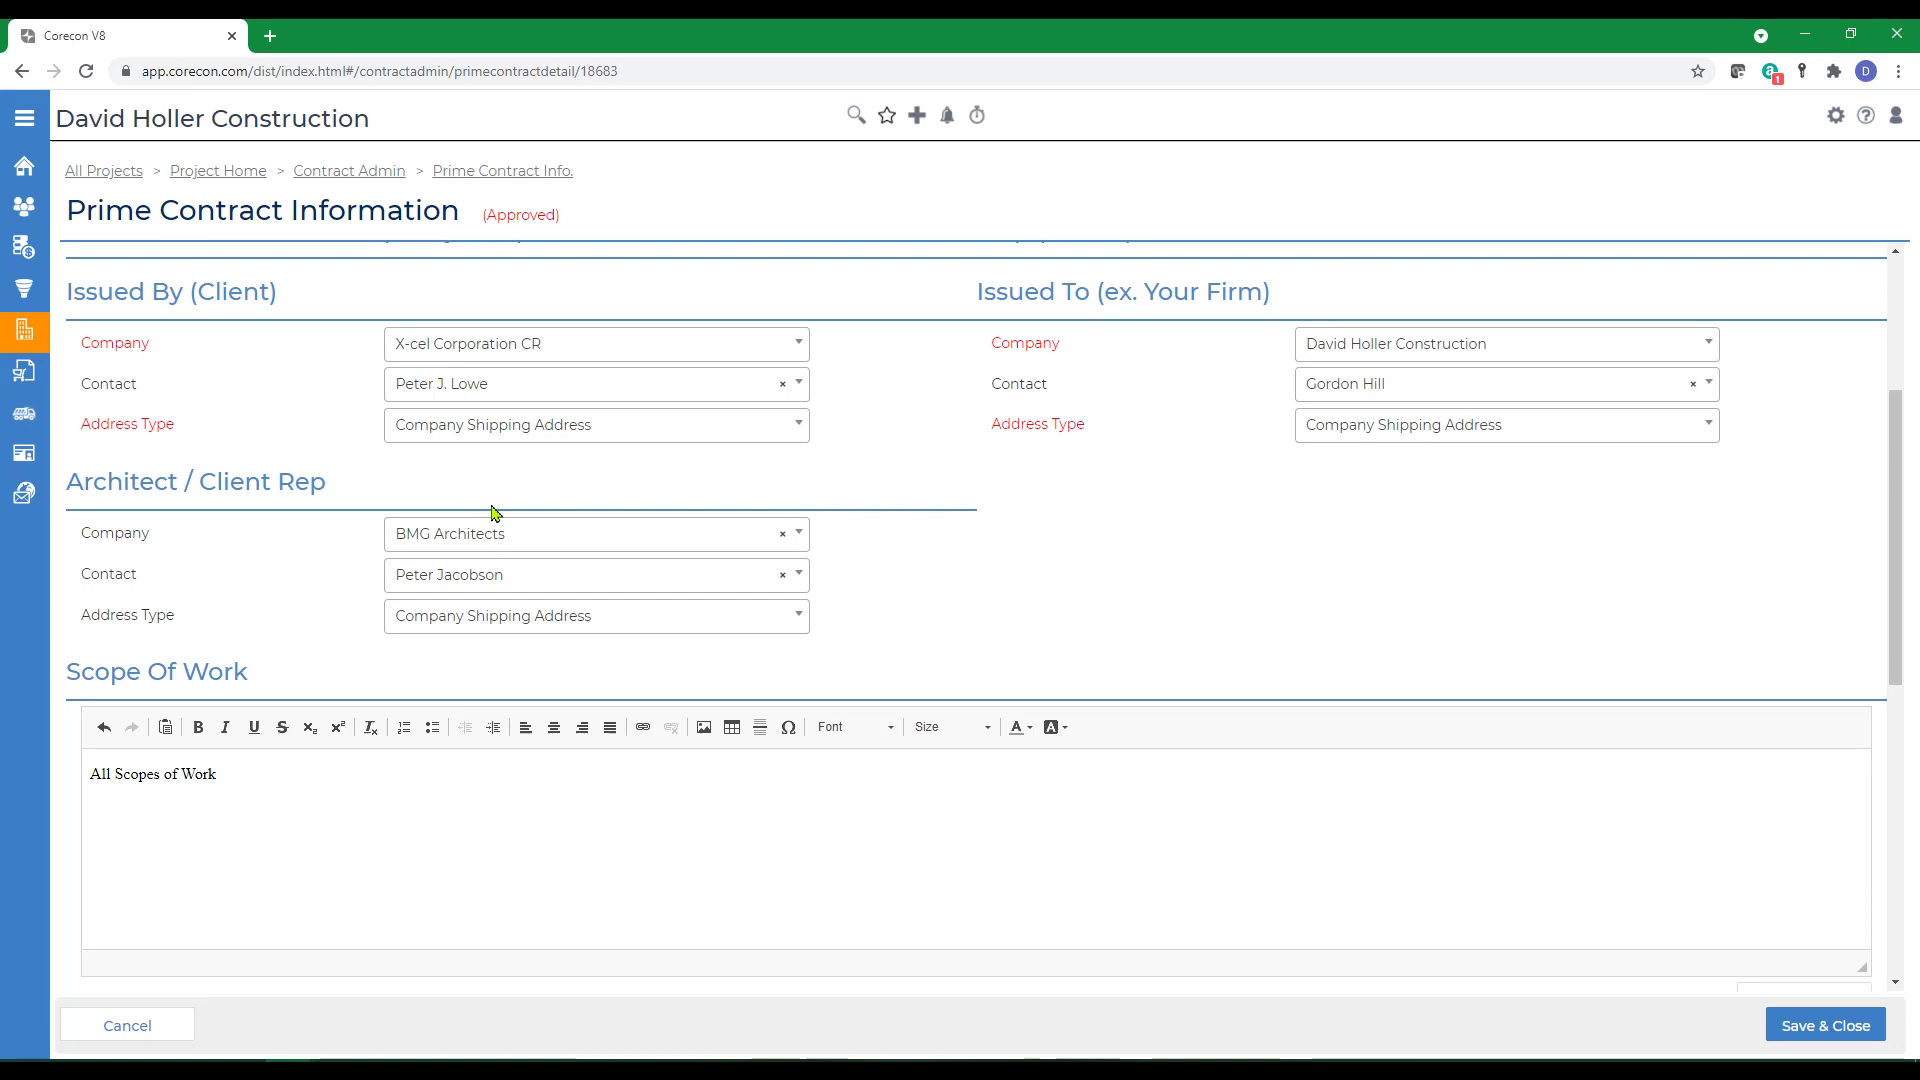 Corecon V8
app.corecon.com/dist/index.html#/contractadmin/primecontractdetail/18683
1
D
David Holler Construction
All Projects > Project Home > Contract Admin > Prime Contract Info.
Prime Contract Information (Approved)
Issued By (Client)
Issued To (ex. Your Firm)
Company X-cel Corporation CR
Company David Holler Construction
Contact Peter J. Lowe
Contact Gordon Hill
Address Type Company Shipping Address
Address Type Company Shipping Address
Architect / Client Rep
Company BMG Architects
Contact Peter Jacobson
Address Type Company Shipping Address
Scope Of Work
Font Size
All Scopes of Work
Cancel
Save & Close